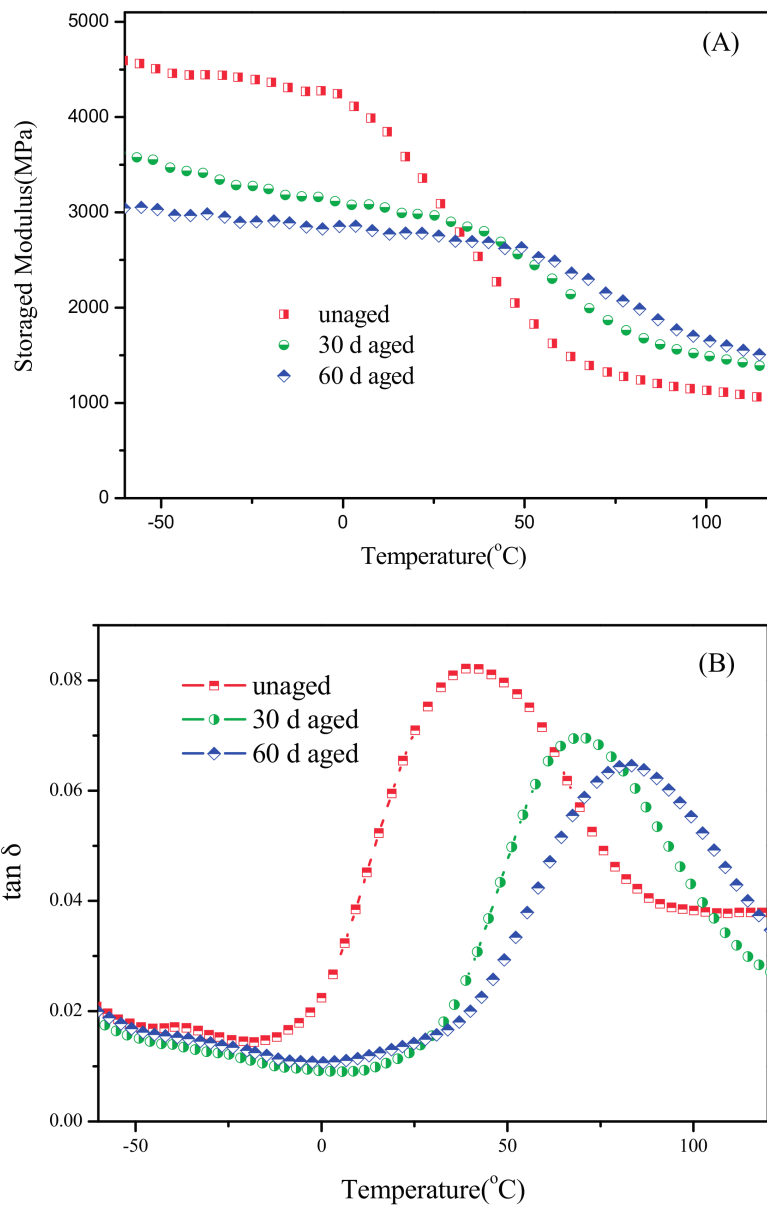 (A)
5000
4000
3000
2000
1000
0
Storaged Modulus(MPa)
unaged
30 d aged
60 d aged
-50
0
50
100
Temperature(°C)
(B)
0.08
0.06
0.04
0.02
0.00
tan δ
unaged
30 d aged
60 d aged
-50
0
50
100
Temperature(°C)